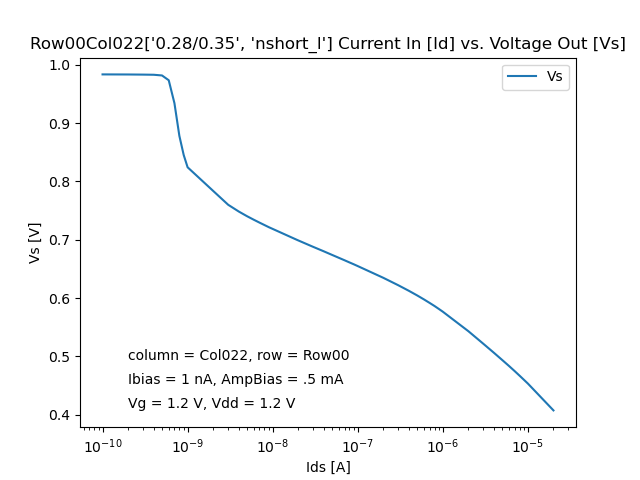 Row00Col022['0.28/0.35', 'nshort_l'] Current In [Id] vs. Voltage Out [Vs]
Vs
1.0
0.9
0.8
0.7
0.6
0.5
0.4
Vs [V]
column = Col022, row = Row00
Ibias = 1 nA, AmpBias = .5 mA
Vg = 1.2 V, Vdd = 1.2 V
10⁻¹⁰ 10⁻⁹ 10⁻⁸ 10⁻⁷ 10⁻⁶ 10⁻⁵
Ids [A]